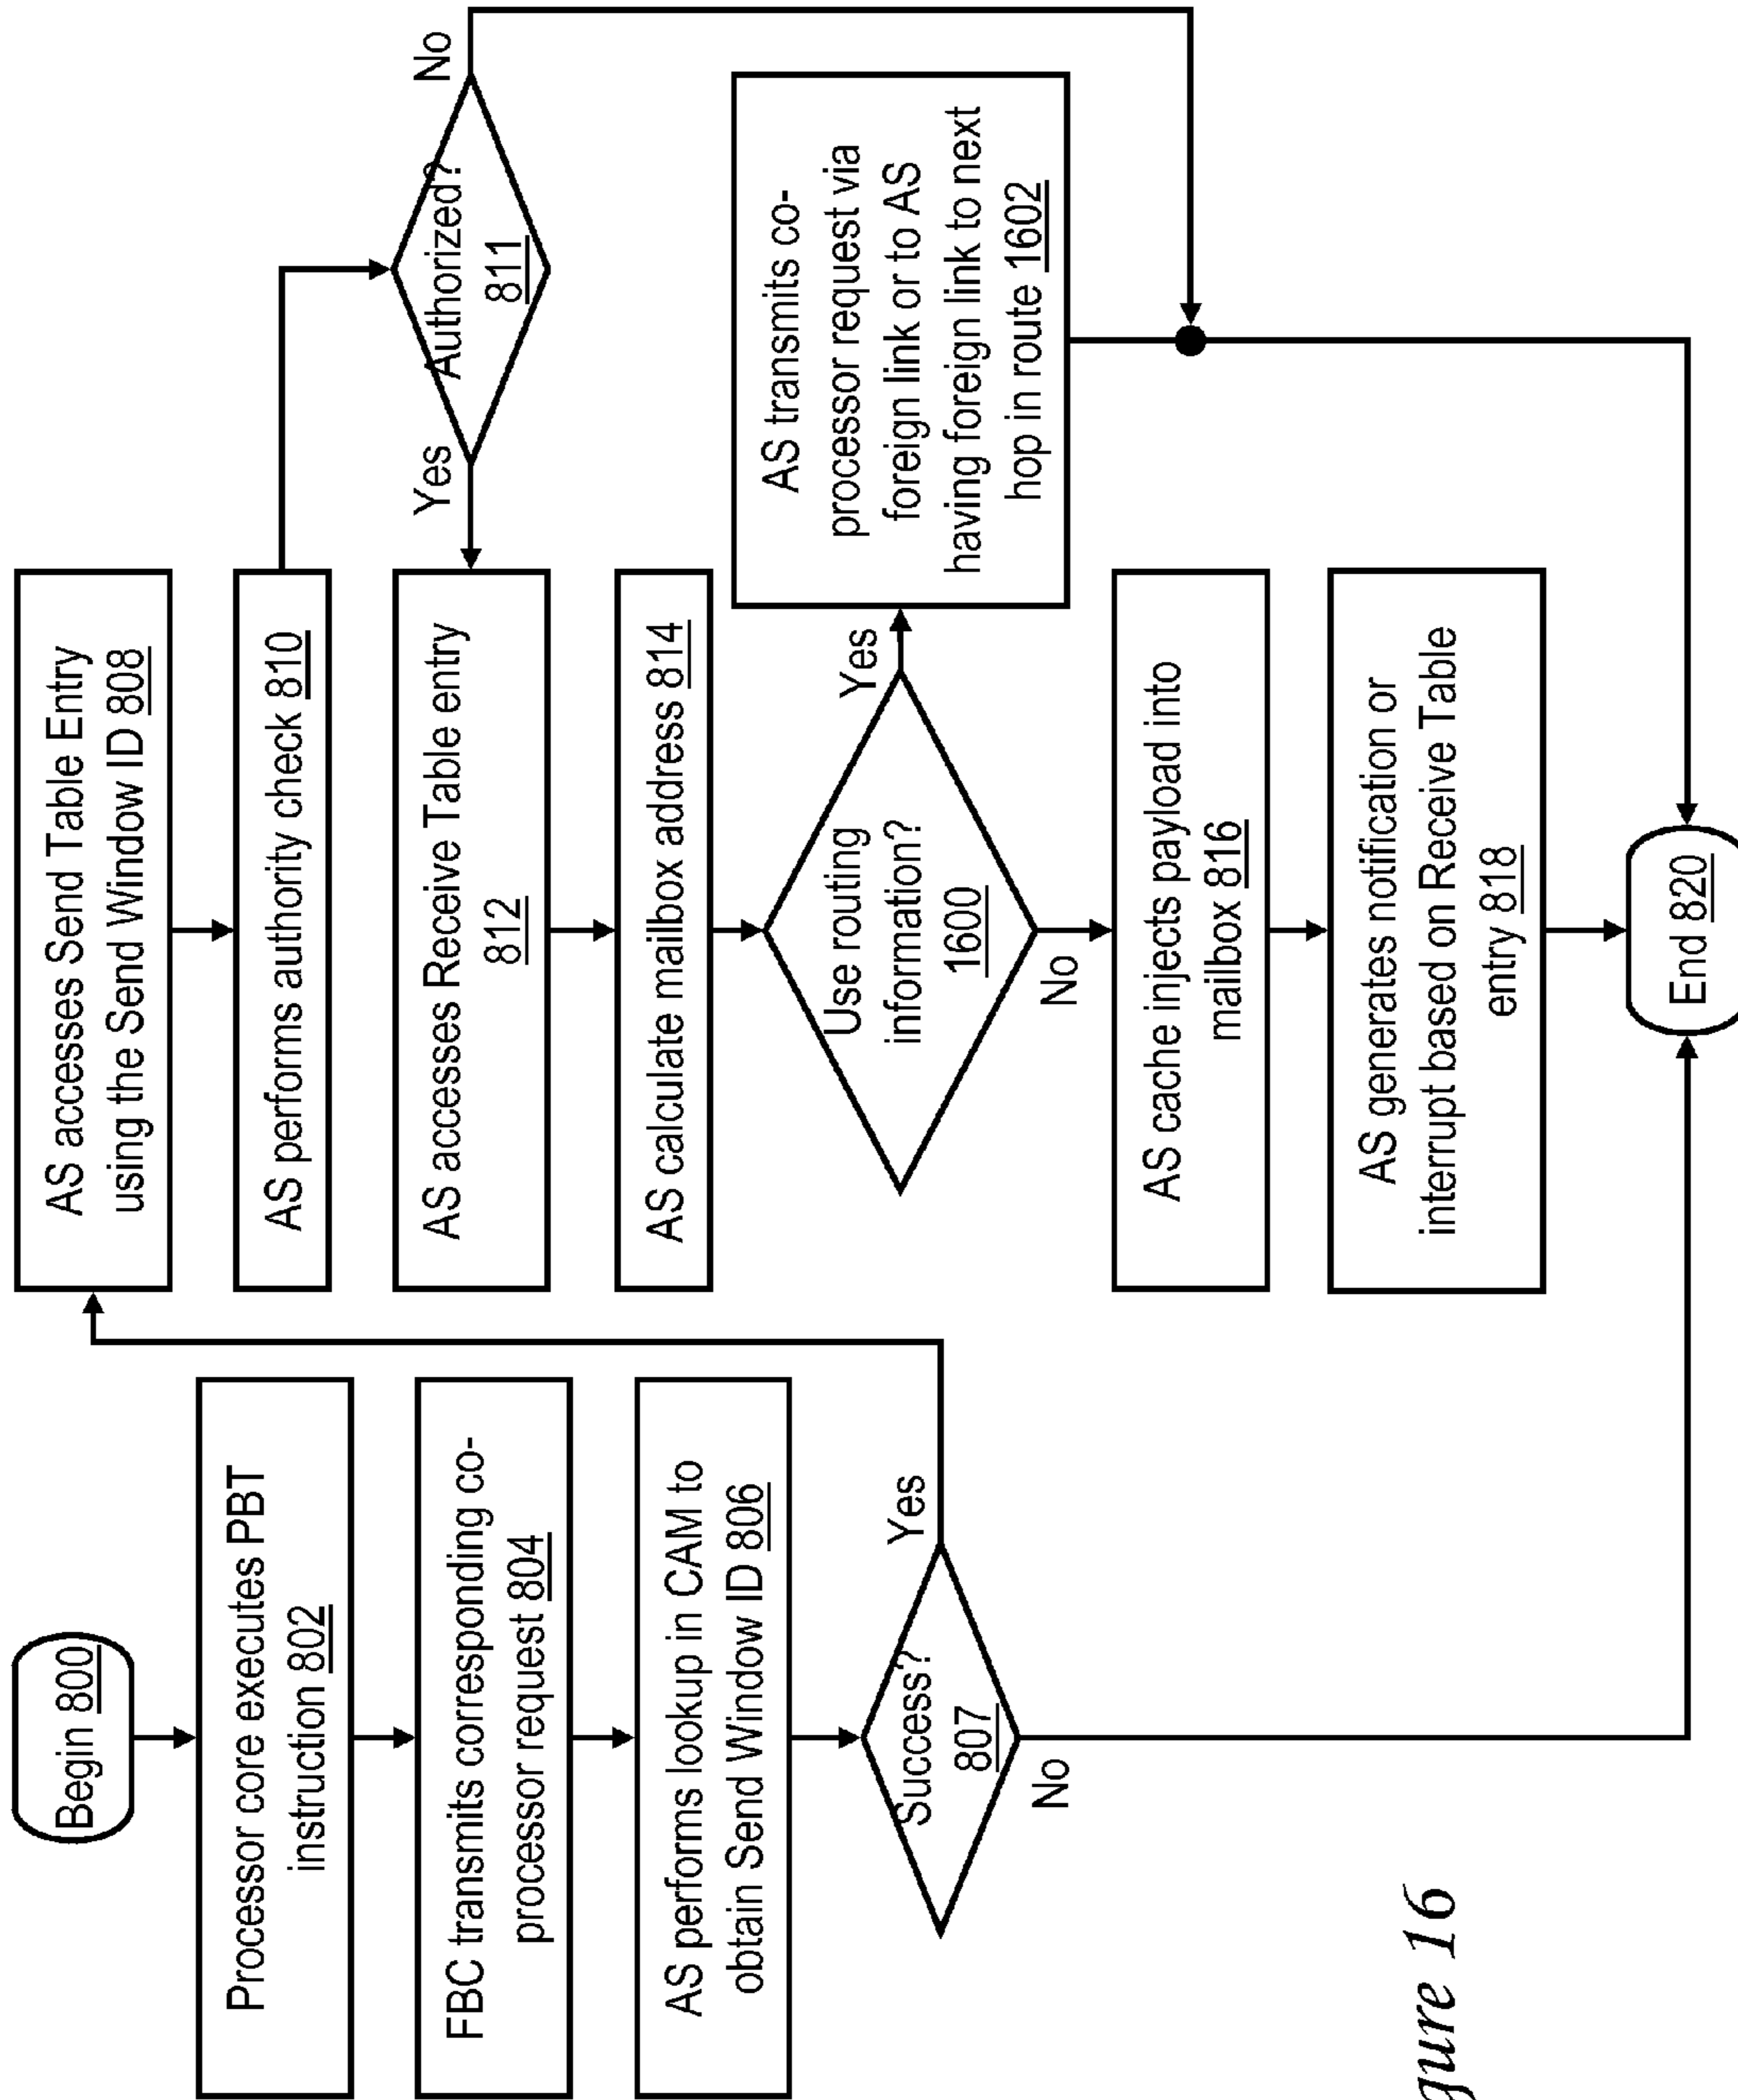 Begin 800
Processor core executes PBT
instruction 802
FBC transmits corresponding co-
processor request 804
AS performs lookup in CAM to
obtain Send Window ID 806
Success?
807
Yes
No
AS accesses Send Table Entry
using the Send Window ID 808
AS performs authority check 810
Authorized?
811
Yes
No
AS accesses Receive Table entry
812
AS calculate mailbox address 814
Use routing
information?
1600
Yes
No
AS transmits co-
processor request via
foreign link or to AS
having foreign link to next
hop in route 1602
AS cache injects payload into
mailbox 816
AS generates notification or
interrupt based on Receive Table
entry 818
End 820
gure 16